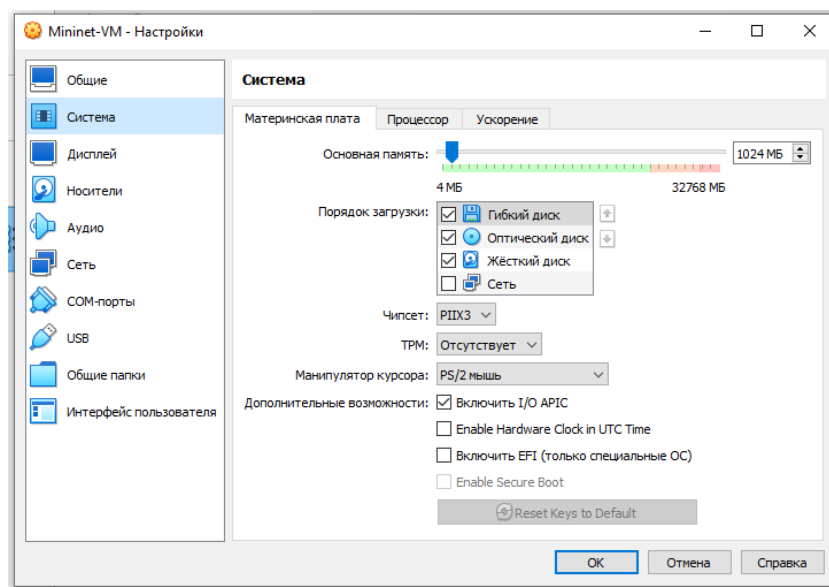 Mininet-VM - Настройки
Общие
Система
Дисплей
Носители
Аудио
Сеть
COM-порты
USB
Общие папки
Интерфейс пользователя
Система
Материнская плата Процессор Ускорение
Основная память: 1024 МБ
4 МБ 32768 МБ
Порядок загрузки: Гибкий диск
Оптический диск
Жёсткий диск
Сеть
Чипсет: PIIX3
TPM: Отсутствует
Манипулятор курсора: PS/2 мышь
Дополнительные возможности: Включить I/O APIC
Enable Hardware Clock in UTC Time
Включить EFI (только специальные ОС)
Enable Secure Boot
Reset Keys to Default
OK Отмена Справка